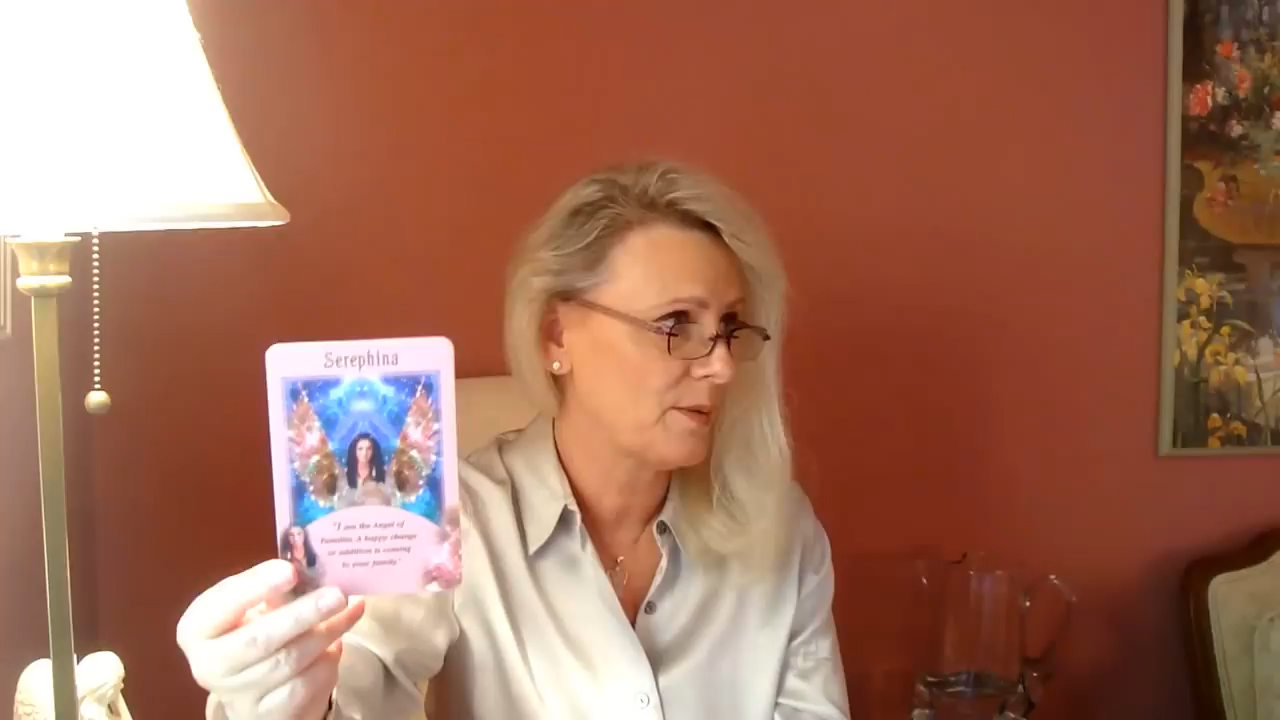 Serephina
"I am the Angel of
Families. A happy change
or addition is coming
to your family."